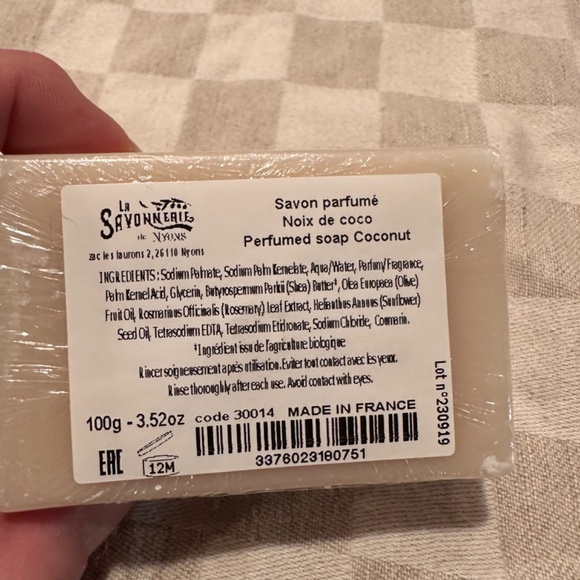 LA
SAVONNERIE
de NYONS
zac les laurons 2, 26110 Nyons
Savon parfumé
Noix de coco
Perfumed soap Coconut
INGREDIENTS: Sodium Palmate, Sodium Palm Kernelate, Aqua/Water, Parfum/Fragrance,
Palm Kernel Acid, Glycerin, Butyrospermum Parkii (Shea) Butter¹, Olea Europaea (Olive)
Fruit Oil, Rosmarinus Officinalis (Rosemary) Leaf Extract, Helianthus Annuus (Sunflower)
Seed Oil, Tetrasodium EDTA, Tetrasodium Etidronate, Sodium Chloride, Coumarin.
¹Ingrédient issu de l'agriculture biologique
Rincer soigneusement après utilisation. Eviter tout contact avec les yeux.
Rinse thoroughly after each use. Avoid contact with eyes.
100g - 3.52oz code 30014 MADE IN FRANCE
EAC
12M
3376023180751
Lot n°230919